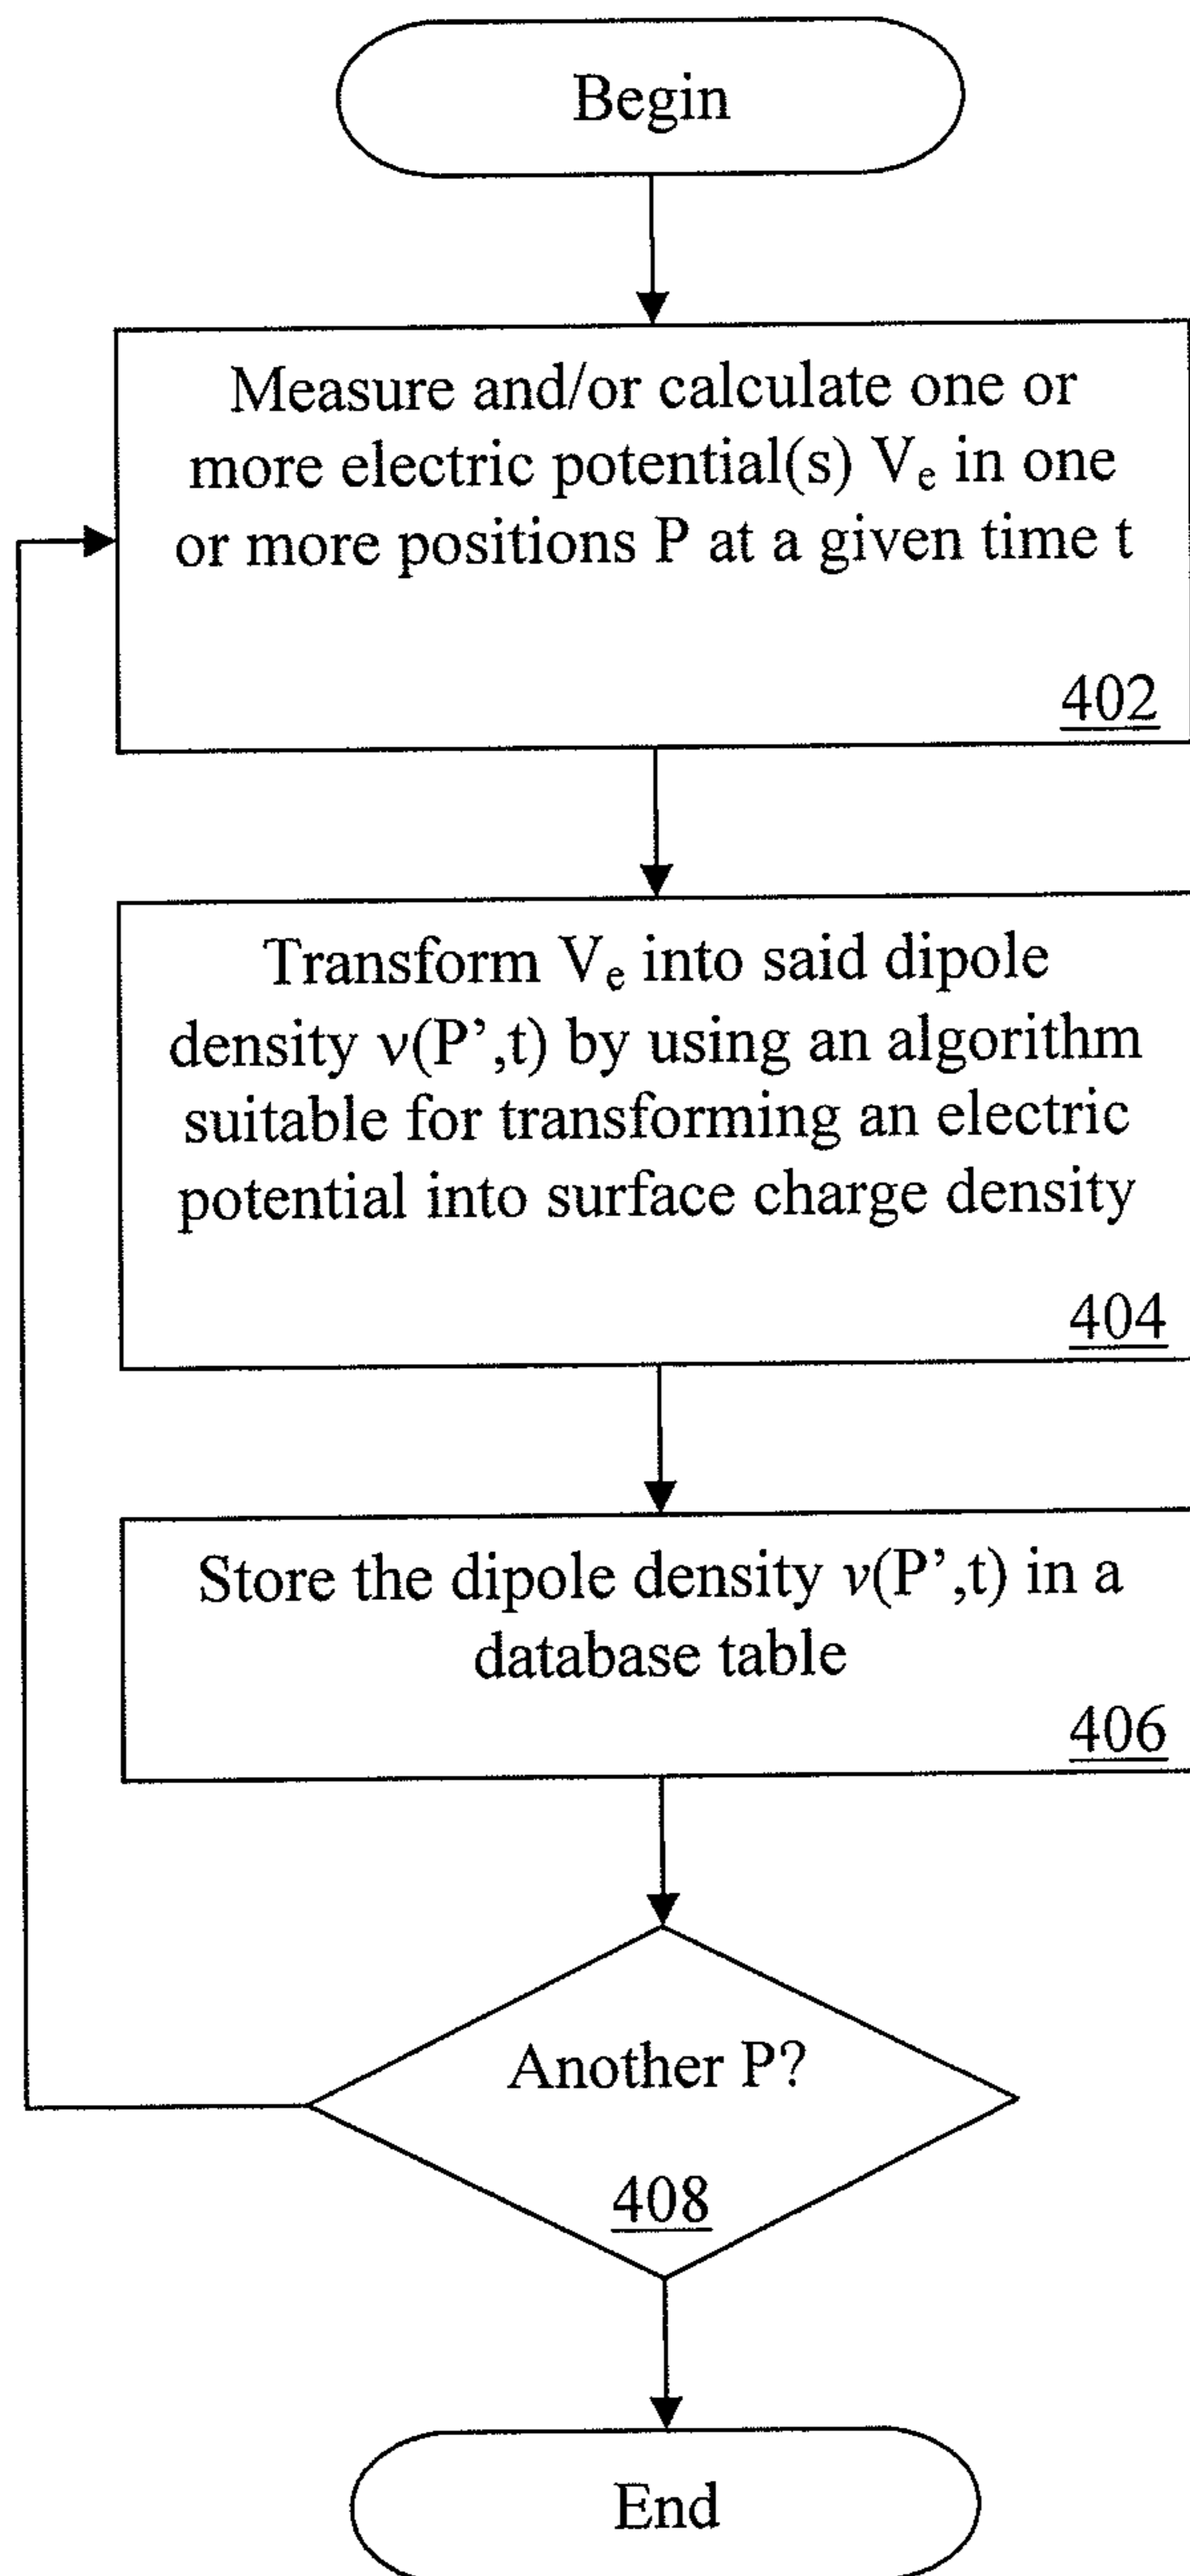 Begin
Measure and/or calculate one or
more electric potential(s) Vₑ in one
or more positions P at a given time t
402
Transform Vₑ into said dipole
density ν(P’,t) by using an algorithm
suitable for transforming an electric
potential into surface charge density
404
Store the dipole density ν(P’,t) in a
database table
406
Another P?
408
End